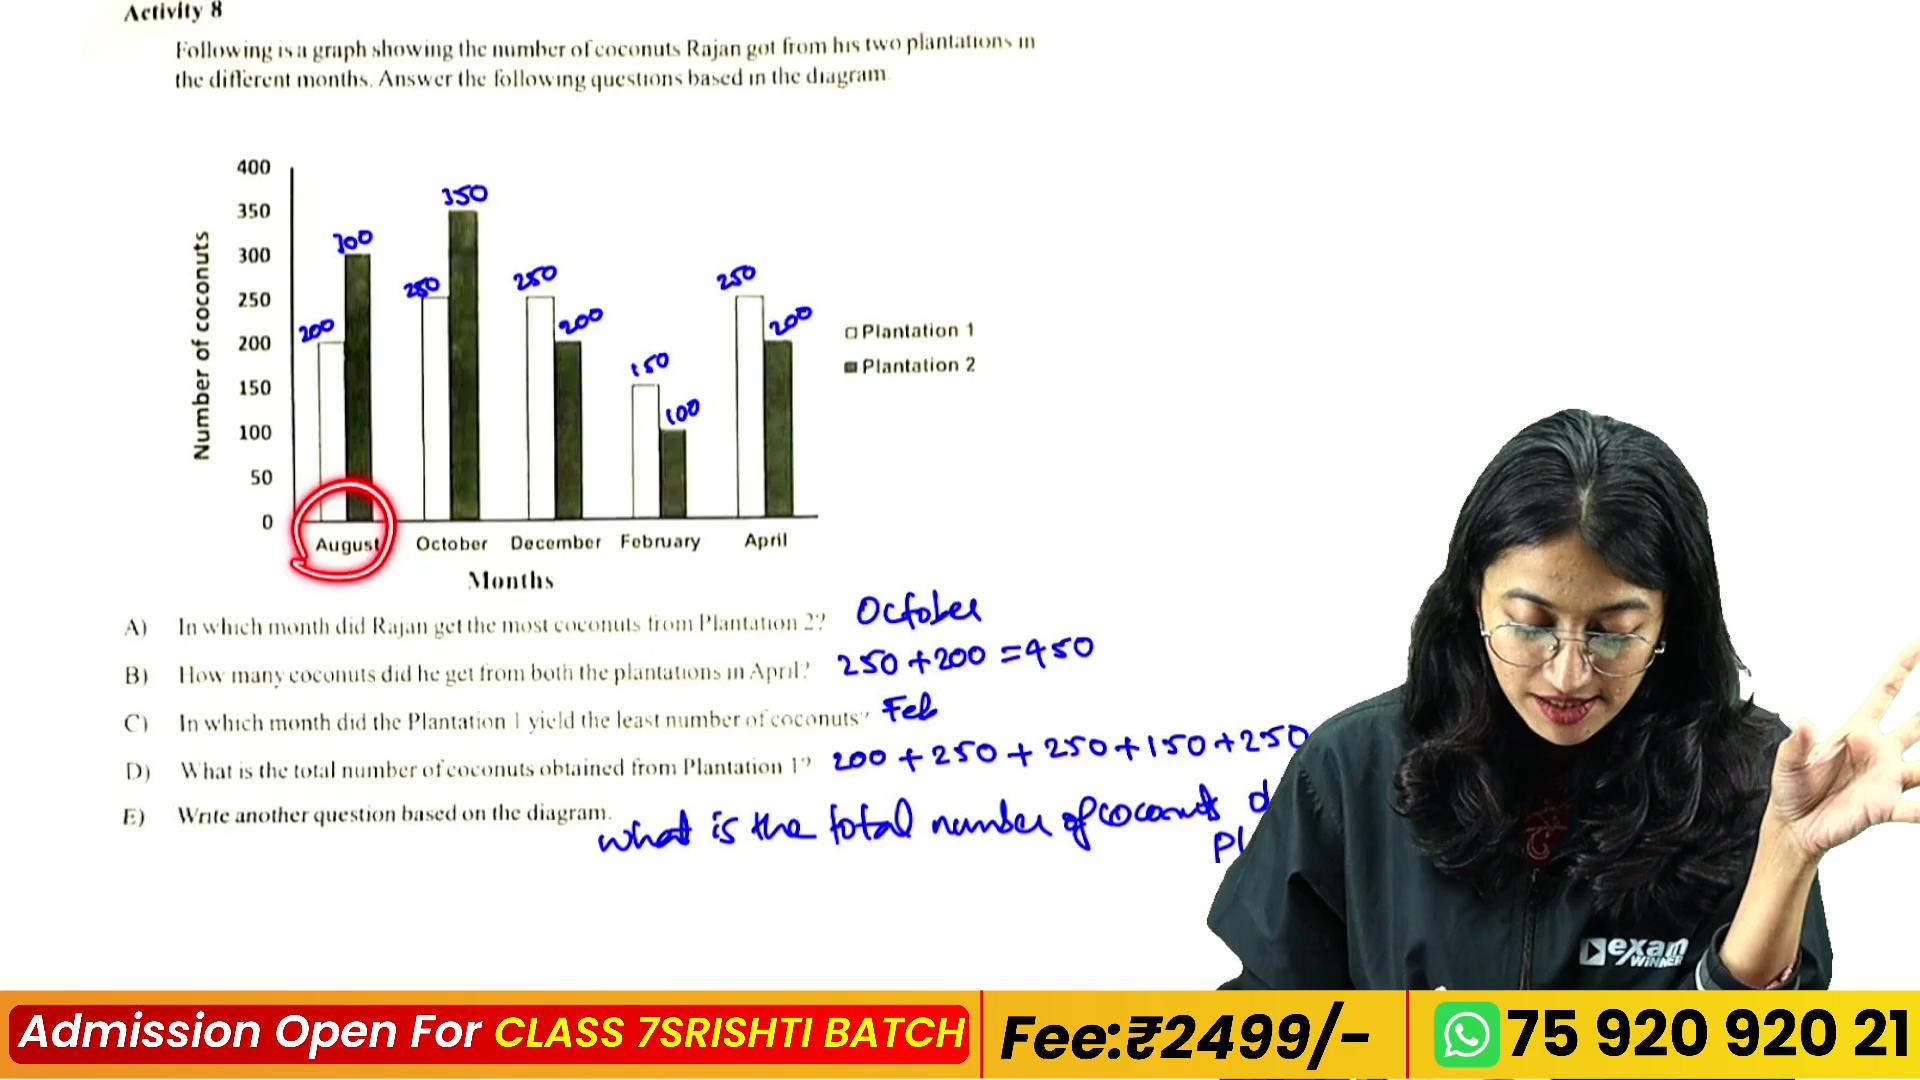 Activity 8
Following is a graph showing the number of coconuts Rajan got from his two plantations in
the different months. Answer the following questions based in the diagram.
400
350
300
250
200
150
100
50
0
Number of coconuts
200
300
250
350
250
200
150
100
250
200
Plantation 1
Plantation 2
August October December February April
Months
A) In which month did Rajan get the most coconuts from Plantation 2? October
B) How many coconuts did he get from both the plantations in April? 250 + 200 = 450
C) In which month did the Plantation 1 yield the least number of coconuts? Feb
D) What is the total number of coconuts obtained from Plantation 1? 200 + 250 + 250 + 150 + 250
E) Write another question based on the diagram.
what is the total number of coconuts
exam
WINNER
Admission Open For CLASS 7SRISHTI BATCH
Fee:₹2499/-
75 920 920 21